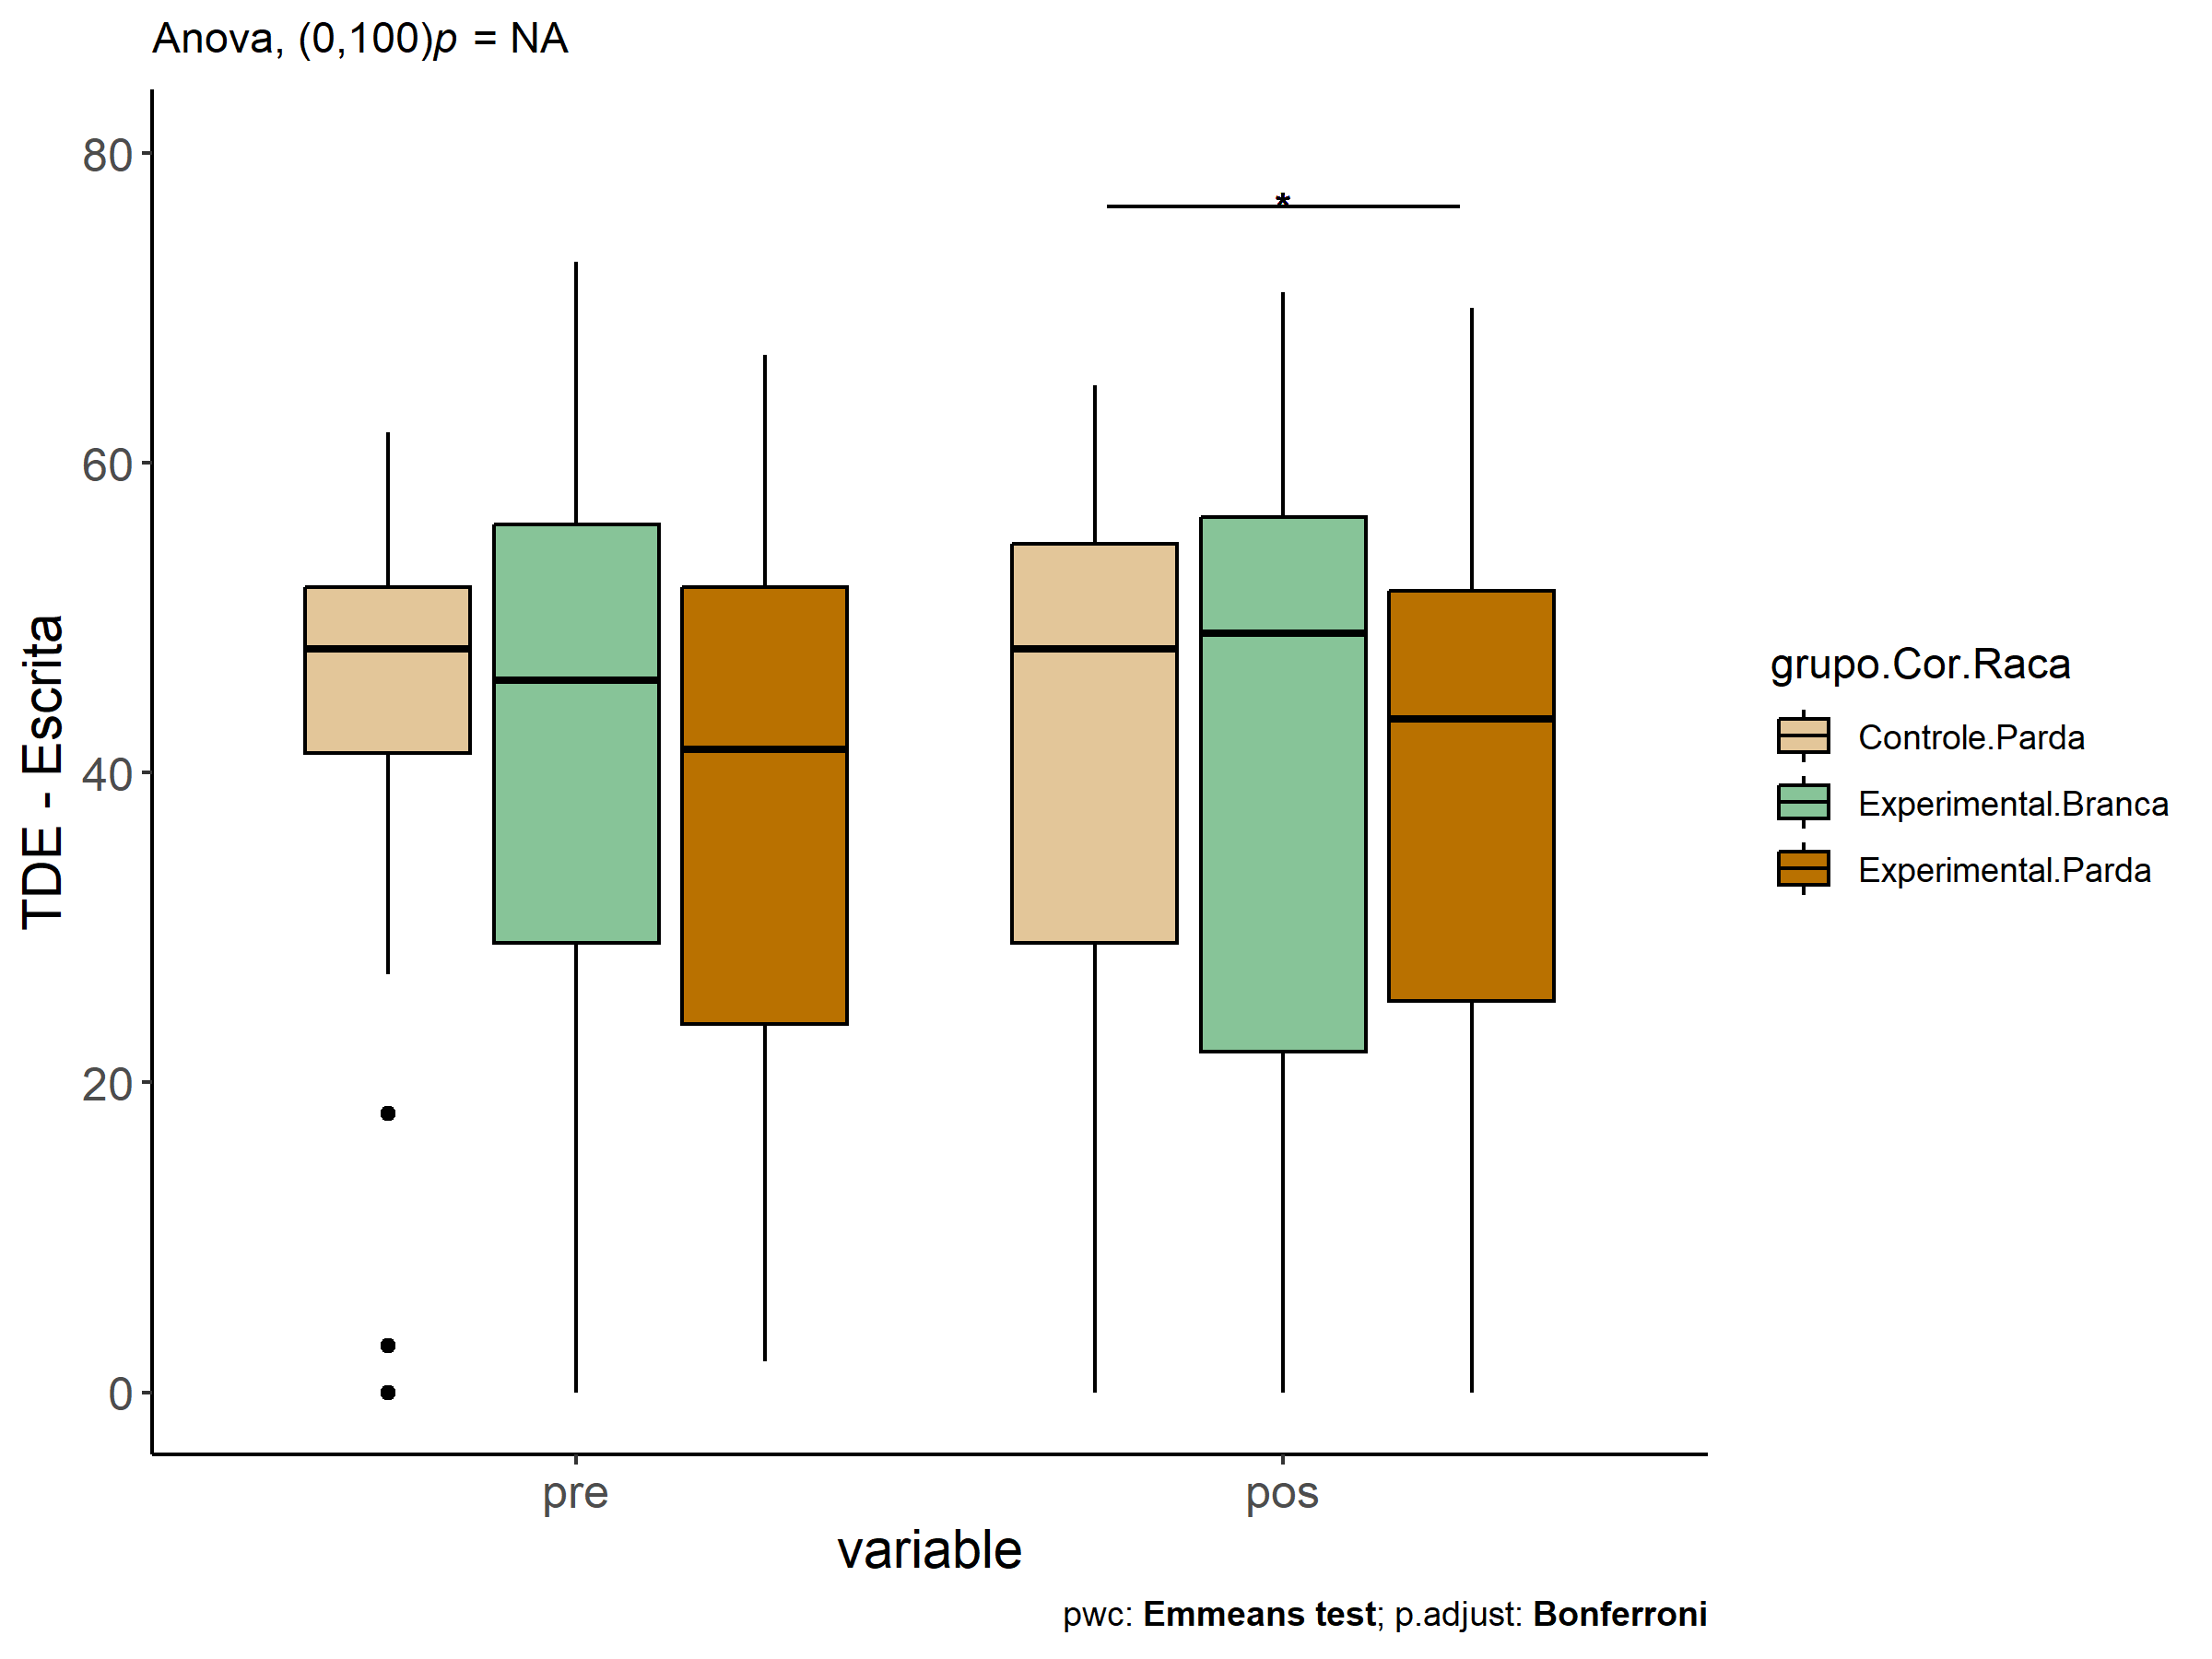 Anova, (0,100)p = NA
TDE - Escrita
80
60
40
20
0
*
pre
pos
variable
grupo.Cor.Raca
Controle.Parda
Experimental.Branca
Experimental.Parda
pwc: Emmeans test; p.adjust: Bonferroni